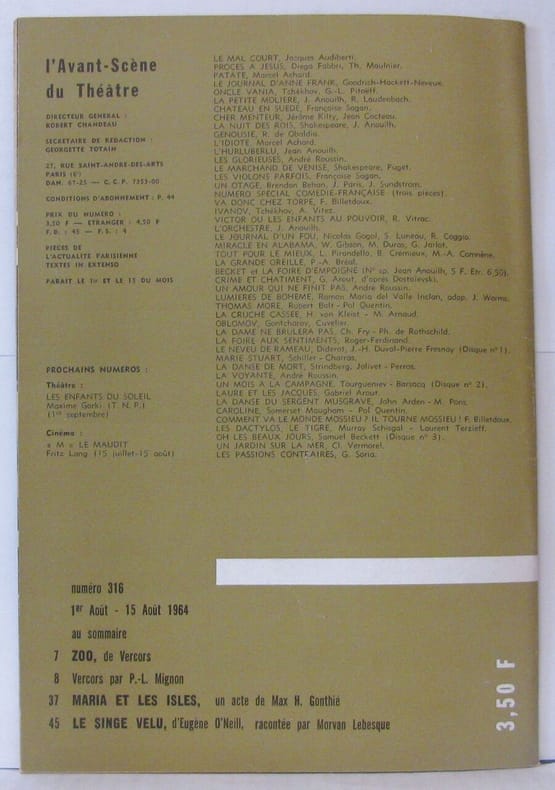 l'Avant-Scène
du Théâtre
DIRECTEUR GENERAL :
ROBERT CHANDEAU
SECRETAIRE DE REDACTION :
GEORGETTE TOTAIN
27, RUE SAINT-ANDRE-DES-ARTS
PARIS (6e)
DAN. 67-25 — C. C. P. 7353-00
CONDITIONS D'ABONNEMENT : P. 44
PRIX DU NUMERO :
3,50 F — ETRANGER : 4,50 F
F. B. : 45 — F. S. : 4
PIECES DE
L'ACTUALITE PARISIENNE
TEXTES IN EXTENSO
PARAIT LE 1er ET LE 15 DU MOIS
PROCHAINS NUMEROS :
Théâtre :
LES ENFANTS DU SOLEIL
Maxime Gorki (T. N. P.)
(1er septembre)
Cinéma :
« M » LE MAUDIT
Fritz Lang (15 juillet-15 août)
LE MAL COURT, Jacques Audiberti.
PROCES A JESUS, Diego Fabbri, Th. Maulnier.
PATATE, Marcel Achard.
LE JOURNAL D'ANNE FRANK, Goodrich-Hackett-Neveux.
ONCLE VANIA, Tchékhov, G.-L. Pitoëff.
LA PETITE MOLIERE, J. Anouilh, R. Laudenbach.
CHATEAU EN SUEDE, Françoise Sagan.
CHER MENTEUR, Jérôme Kilty, Jean Cocteau.
LA NUIT DES ROIS, Shakespeare, J. Anouilh.
GENOUSIE, R. de Obaldia.
L'IDIOTE, Marcel Achard.
L'HURLUBERLU, Jean Anouilh.
LES GLORIEUSES, André Roussin.
LE MARCHAND DE VENISE, Shakespeare, Puget.
LES VIOLONS PARFOIS, Françoise Sagan.
UN OTAGE, Brendan Behan, J. Paris, J. Sundstrom.
NUMERO SPECIAL COMEDIE-FRANÇAISE (trois pièces).
VA DONC CHEZ TORPE, F. Billetdoux.
IVANOV, Tchékhov, A. Vitez.
VICTOR OU LES ENFANTS AU POUVOIR, R. Vitrac.
L'ORCHESTRE, J. Anouilh.
LE JOURNAL D'UN FOU, Nicolas Gogol, S. Luneau, R. Coggio.
MIRACLE EN ALABAMA, W. Gibson, M. Duras, G. Jarlot.
TOUT POUR LE MIEUX, L. Pirandello, B. Crémieux, M.-A. Comnène.
LA GRANDE OREILLE, P.-A. Bréal.
BECKET et LA FOIRE D'EMPOIGNE (N° sp. Jean Anouilh, 5 F. Etr. 6,50).
CRIME ET CHATIMENT, G. Arout, d'après Dostoïevski.
UN AMOUR QUI NE FINIT PAS, André Roussin.
LUMIERES DE BOHEME, Ramon Maria del Valle Inclan, adap. J. Worms.
THOMAS MORE, Robert Bolt - Pol Quentin.
LA CRUCHE CASSEE, H. von Kleist - M. Arnaud.
OBLOMOV, Gontcharov, Cuvelier.
LA DAME NE BRULERA PAS, Ch. Fry - Ph. de Rothschild.
LA FOIRE AUX SENTIMENTS, Roger-Ferdinand.
LE NEVEU DE RAMEAU, Diderot, J.-H. Duval-Pierre Fresnay (Disque n° 1).
MARIE STUART, Schiller - Charras.
LA DANSE DE MORT, Strindberg, Jolivet - Perros.
LA VOYANTE, André Roussin.
UN MOIS A LA CAMPAGNE, Tourgueniev - Barsacq (Disque n° 2).
LAURE ET LES JACQUES, Gabriel Arout.
LA DANSE DU SERGENT MUSGRAVE, John Arden - M. Pons.
CAROLINE, Somerset Maugham - Pol Quentin.
COMMENT VA LE MONDE MOSSIEU ? IL TOURNE MOSSIEU ! F. Billetdoux.
LES DACTYLOS, LE TIGRE, Murray Schisgal - Laurent Terzieff.
OH LES BEAUX JOURS, Samuel Beckett (Disque n° 3).
UN JARDIN SUR LA MER, Cl. Vermorel.
LES PASSIONS CONTRAIRES, G. Soria.
numéro 316
1er Août - 15 Août 1964
au sommaire
7 ZOO, de Vercors
8 Vercors par P.-L. Mignon
37 MARIA ET LES ISLES, un acte de Max H. Gonthié
45 LE SINGE VELU, d'Eugène O'Neill, racontée par Morvan Lebesque
3,50 F